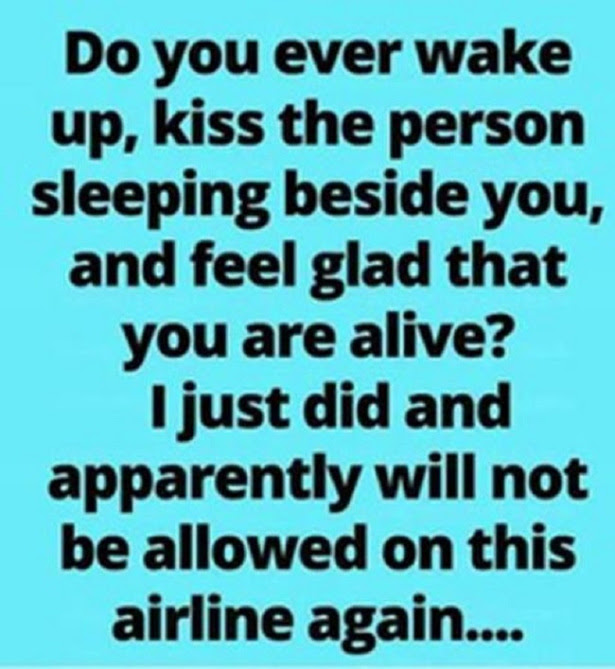 Do you ever wake
up, kiss the person
sleeping beside you,
and feel glad that
you are alive?
I just did and
apparently will not
be allowed on this
airline again....